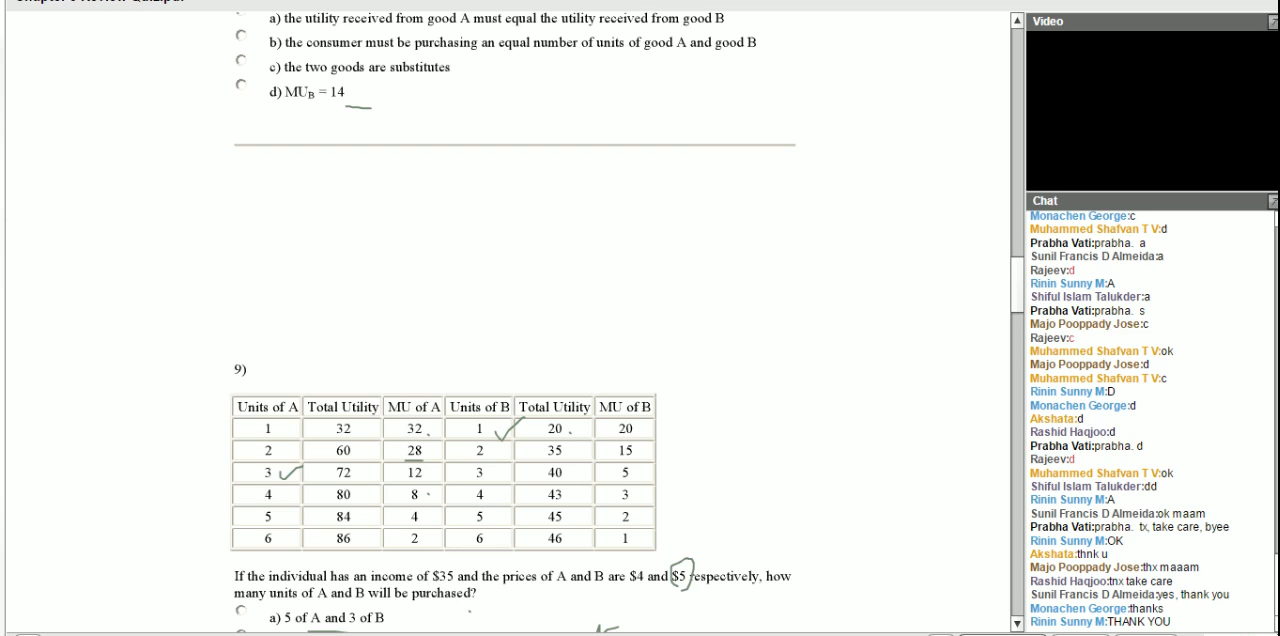 a) the utility received from good A must equal the utility received from good B
b) the consumer must be purchasing an equal number of units of good A and good B
c) the two goods are substitutes
d) MUB = 14
9)
Units of A Total Utility MU of A Units of B Total Utility MU of B
1 32 32 1 20 20
2 60 28 2 35 15
3 72 12 3 40 5
4 80 8 4 43 3
5 84 4 5 45 2
6 86 2 6 46 1
If the individual has an income of $35 and the prices of A and B are $4 and $5 respectively, how
many units of A and B will be purchased?
a) 5 of A and 3 of B
Video
Chat
Monachen George:c
Muhammed Shafvan T V:d
Prabha Vati:prabha. a
Sunil Francis D Almeida:a
Rajeev:d
Rinin Sunny M:A
Shiful Islam Talukder:a
Prabha Vati:prabha. s
Majo Pooppady Jose:c
Rajeev:c
Muhammed Shafvan T V:ok
Majo Pooppady Jose:d
Muhammed Shafvan T V:c
Rinin Sunny M:D
Monachen George:d
Akshata:d
Rashid Haqjoo:d
Prabha Vati:prabha. d
Rajeev:d
Muhammed Shafvan T V:ok
Shiful Islam Talukder:dd
Rinin Sunny M:A
Sunil Francis D Almeida:ok maam
Prabha Vati:prabha. tx, take care, byee
Rinin Sunny M:OK
Akshata:thnk u
Majo Pooppady Jose:thx maaam
Rashid Haqjoo:tnx take care
Sunil Francis D Almeida:yes, thank you
Monachen George:thanks
Rinin Sunny M:THANK YOU